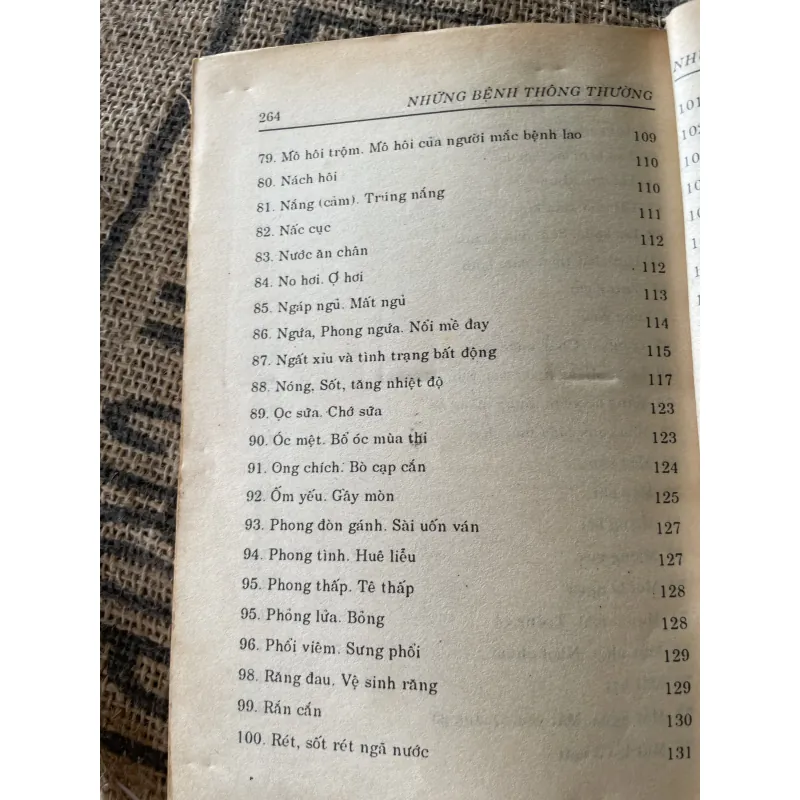 264 NHỮNG BỆNH THÔNG THƯỜNG
79. Mồ hôi trộm. Mồ hôi của người mắc bệnh lao 109
80. Nách hôi 110
81. Nắng (cảm). Trúng nắng 110
82. Nấc cục 111
83. Nước ăn chân 112
84. No hơi. Ợ hơi 112
85. Ngáp ngủ. Mất ngủ 113
86. Ngứa, Phong ngứa. Nổi mề đay 114
87. Ngất xỉu và tình trạng bất động 115
88. Nóng, Sốt, tăng nhiệt độ 117
89. Ọc sữa. Chớ sữa 123
90. Óc mệt. Bổ óc mùa thi 123
91. Ong chích. Bò cạp cắn 124
92. Ốm yếu. Gầy mòn 125
93. Phong đòn gánh. Sài uốn ván 127
94. Phong tình. Huê liễu 127
95. Phong thấp. Tê thấp 128
95. Phỏng lửa. Bỏng 128
96. Phổi viêm. Sưng phổi 129
98. Răng đau. Vệ sinh răng 129
99. Rắn cắn 130
100. Rét, sốt rét ngã nước 131
101
102